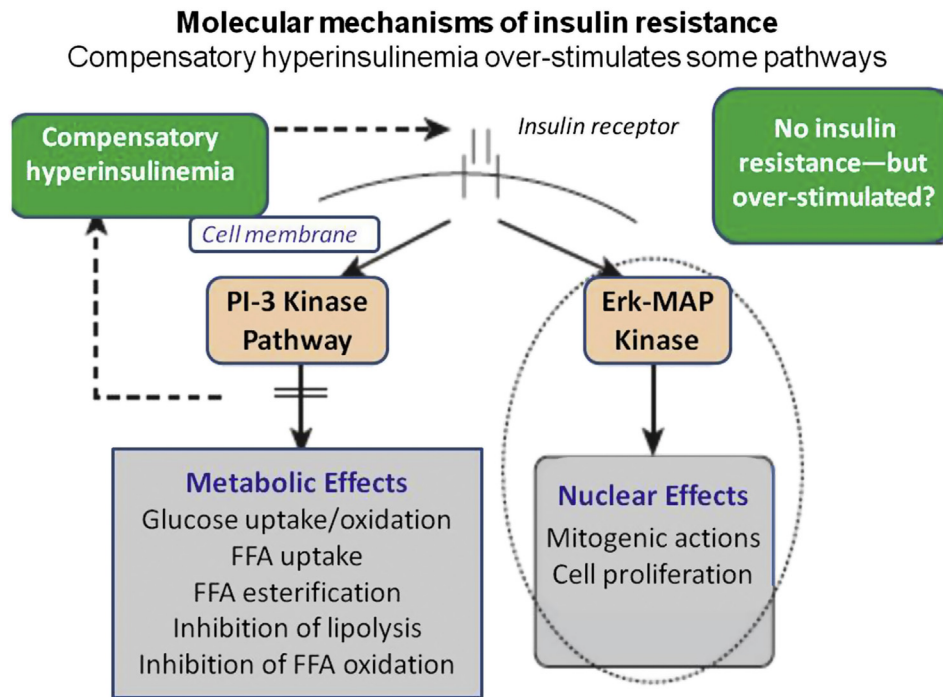 Molecular mechanisms of insulin resistance
Compensatory hyperinsulinemia over-stimulates some pathways
Compensatory
hyperinsulinemia
Insulin receptor
No insulin
resistance—but
over-stimulated?
Cell membrane
PI-3 Kinase
Pathway
Erk-MAP
Kinase
Metabolic Effects
Glucose uptake/oxidation
FFA uptake
FFA esterification
Inhibition of lipolysis
Inhibition of FFA oxidation
Nuclear Effects
Mitogenic actions
Cell proliferation